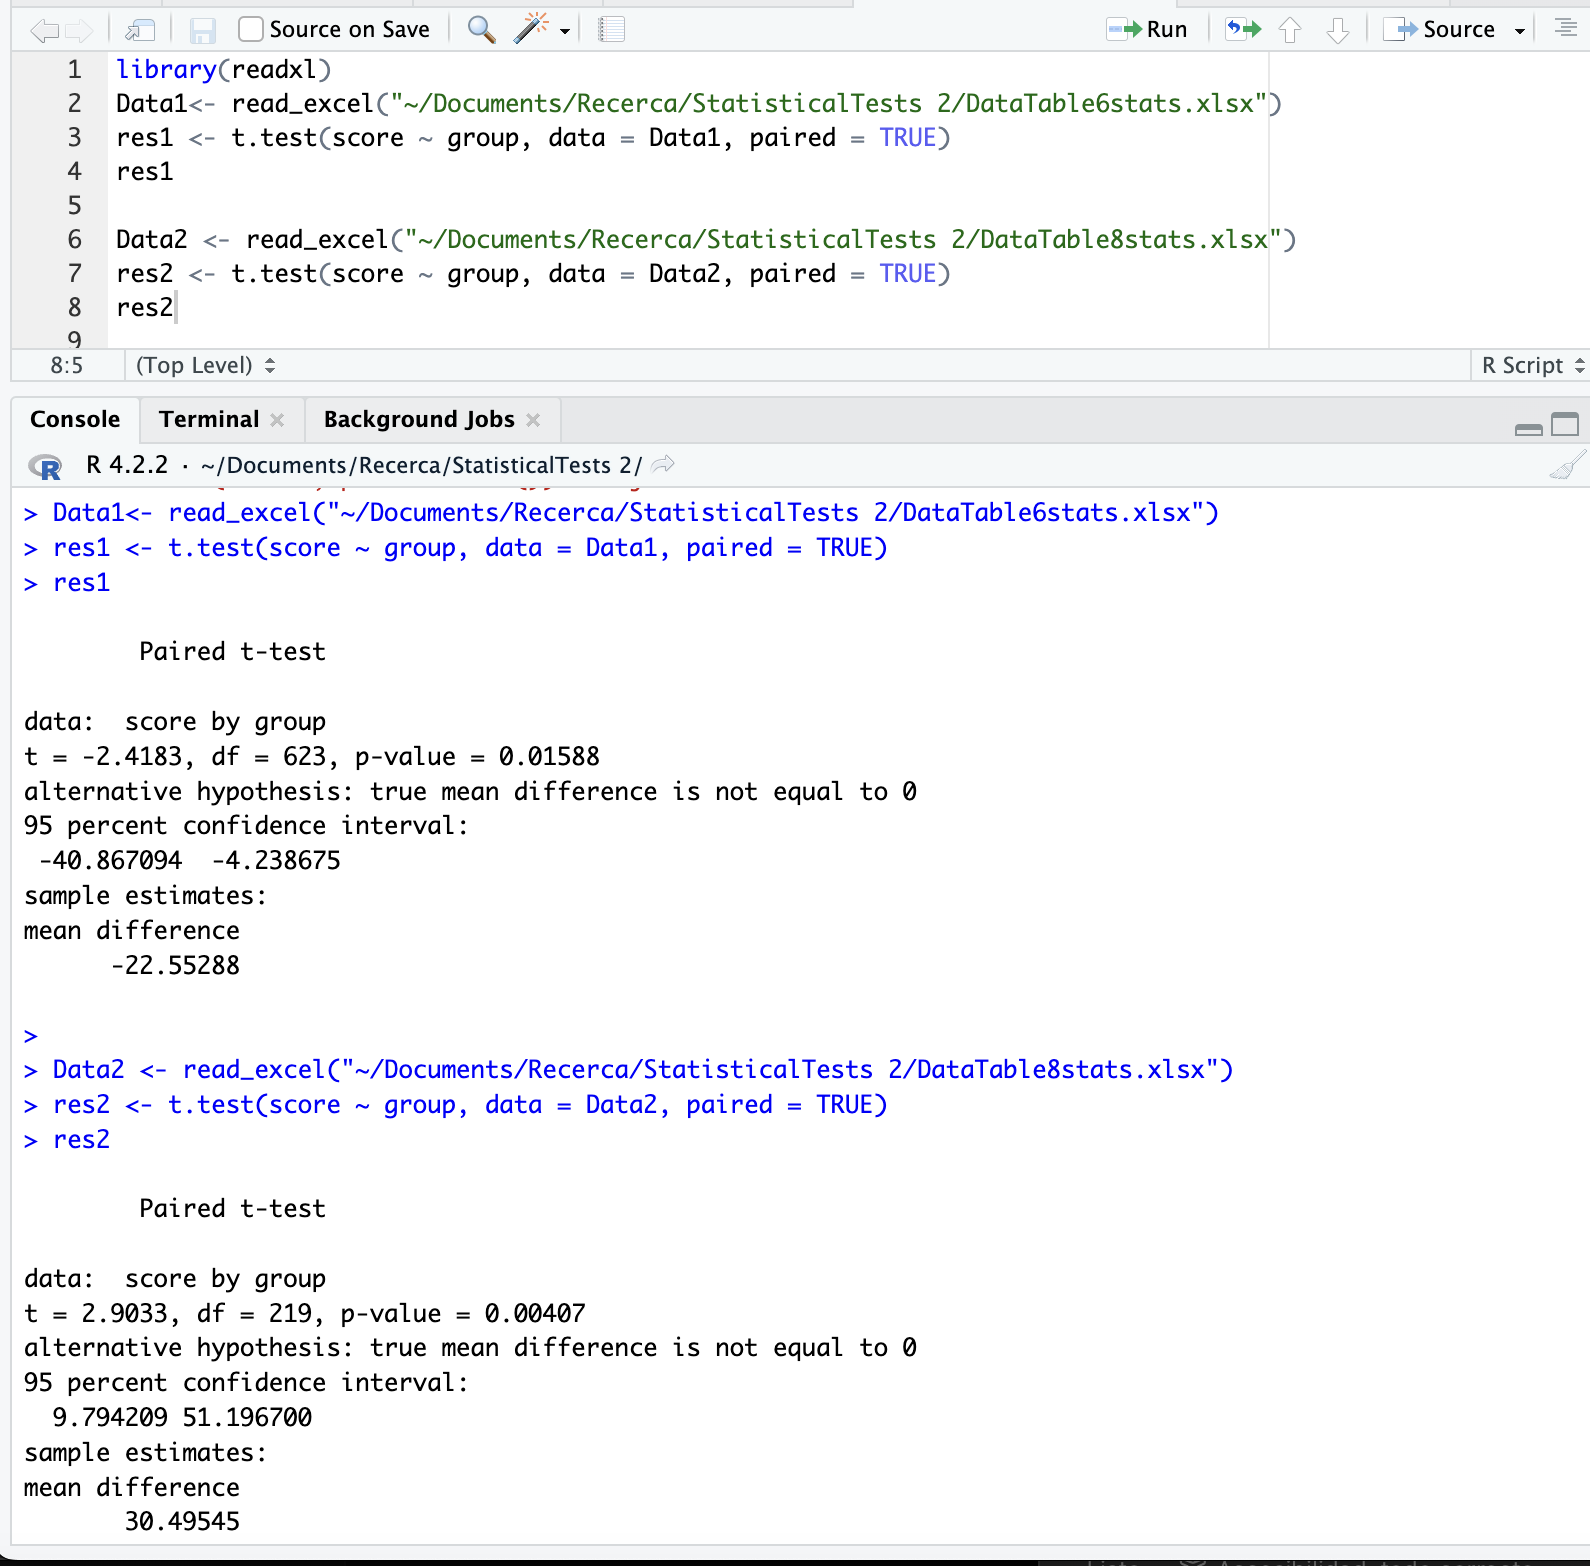 Source on Save
Run
Source
1 library(readxl)
2 Data1<- read_excel("~/Documents/Recerca/StatisticalTests 2/DataTable6stats.xlsx")
3 res1 <- t.test(score ~ group, data = Data1, paired = TRUE)
4 res1
5
6 Data2 <- read_excel("~/Documents/Recerca/StatisticalTests 2/DataTable8stats.xlsx")
7 res2 <- t.test(score ~ group, data = Data2, paired = TRUE)
8 res2
9
8:5 (Top Level) R Script
Console Terminal Background Jobs
R 4.2.2 · ~/Documents/Recerca/StatisticalTests 2/
> Data1<- read_excel("~/Documents/Recerca/StatisticalTests 2/DataTable6stats.xlsx")
> res1 <- t.test(score ~ group, data = Data1, paired = TRUE)
> res1
Paired t-test
data:  score by group
t = -2.4183, df = 623, p-value = 0.01588
alternative hypothesis: true mean difference is not equal to 0
95 percent confidence interval:
-40.867094  -4.238675
sample estimates:
mean difference
-22.55288
>
> Data2 <- read_excel("~/Documents/Recerca/StatisticalTests 2/DataTable8stats.xlsx")
> res2 <- t.test(score ~ group, data = Data2, paired = TRUE)
> res2
Paired t-test
data:  score by group
t = 2.9033, df = 219, p-value = 0.00407
alternative hypothesis: true mean difference is not equal to 0
95 percent confidence interval:
9.794209 51.196700
sample estimates:
mean difference
30.49545